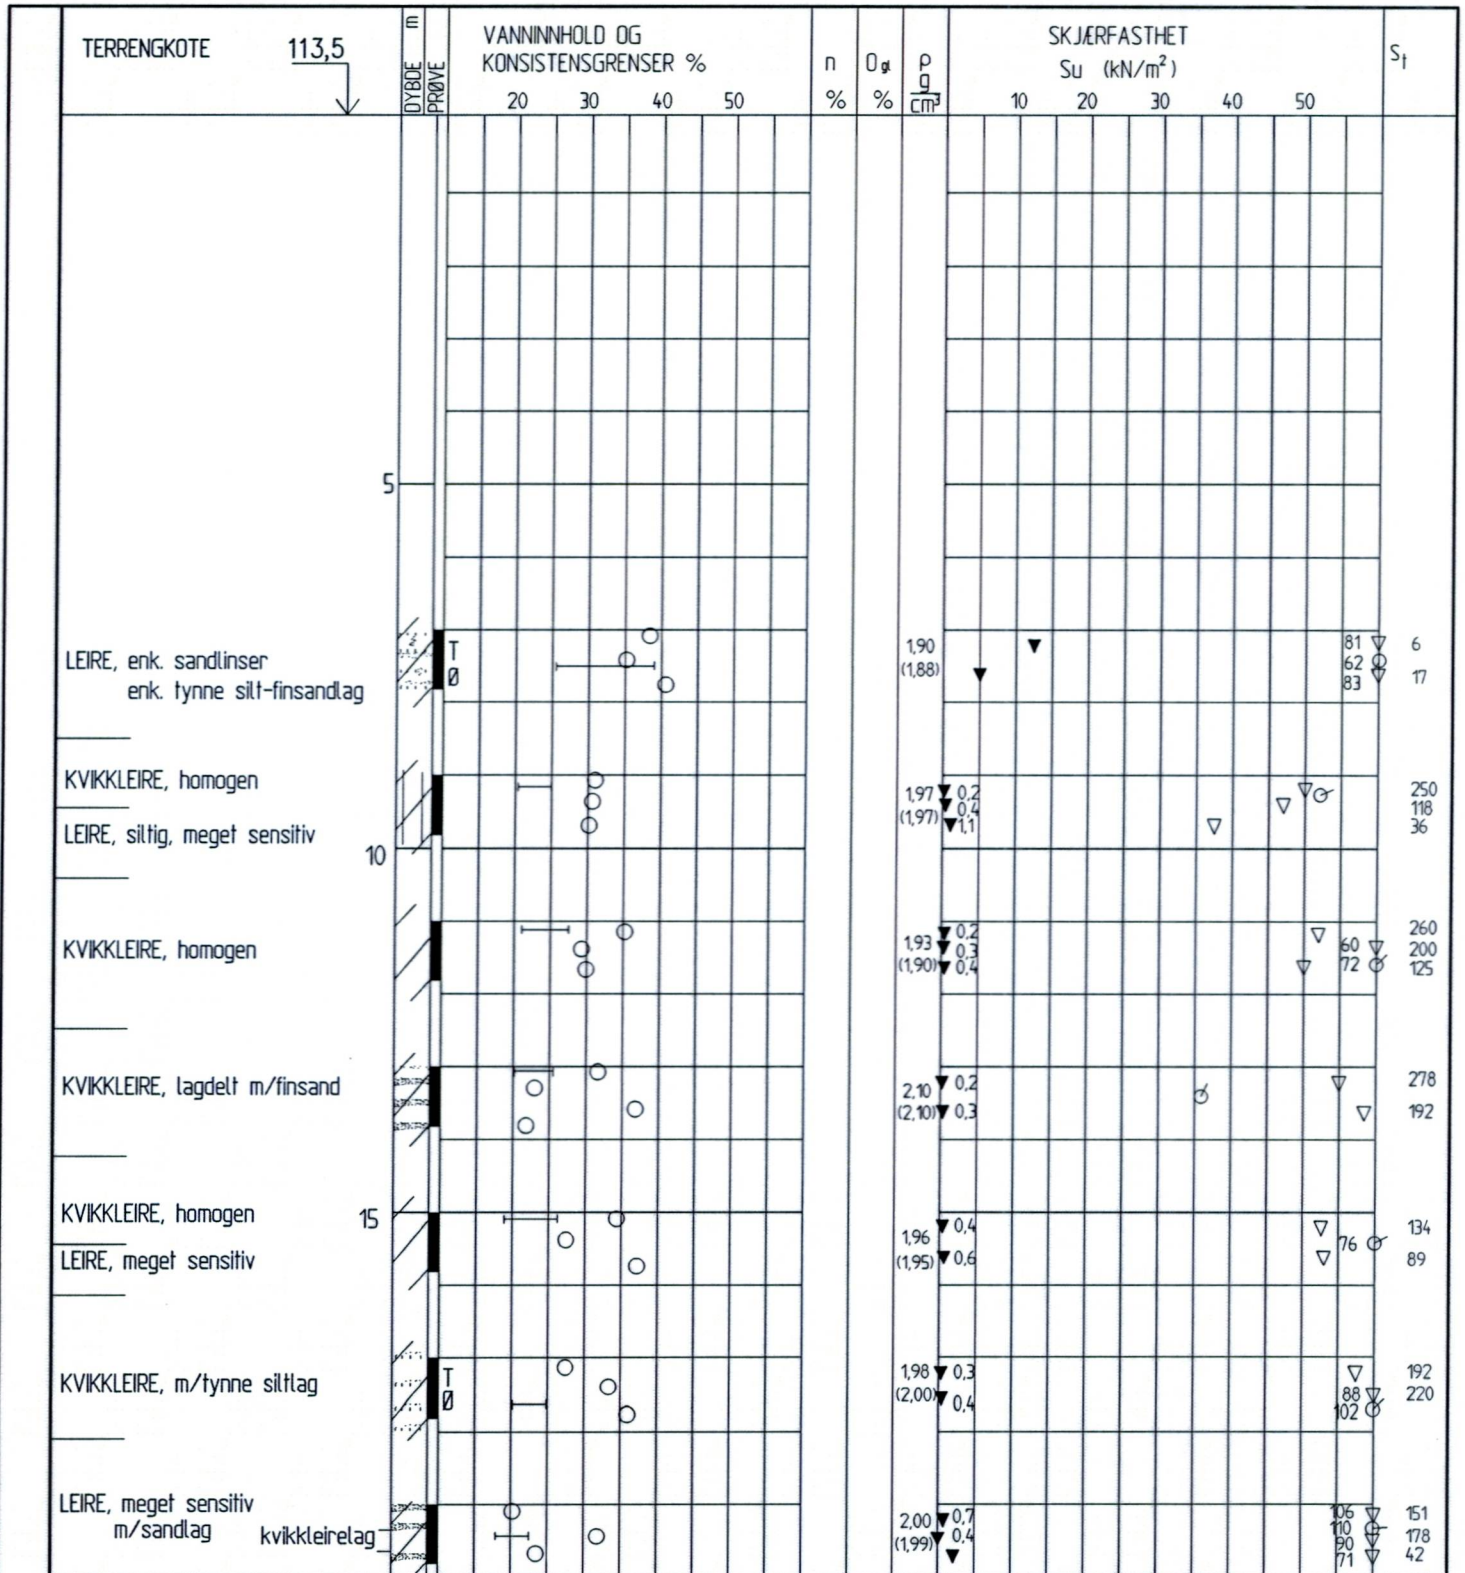 TERRENGKOTE 113,5
DYBDE m
PRØVE
VANNINNHOLD OG
KONSISTENSGRENSER %
20 30 40 50
n
%
O gl
%
ρ
g
cm³
SKJÆRFASTHET
Su (kN/m²)
10 20 30 40 50
St
5
LEIRE, enk. sandlinser
enk. tynne silt-finsandlag
T
Ø
1,90
(1,88)
81 6
62
83 17
KVIKKLEIRE, homogen
LEIRE, siltig, meget sensitiv
10
1,97
(1,97)
0,2
0,4
1,1
250
118
36
KVIKKLEIRE, homogen
1,93
(1,90)
0,2
0,3
0,4
60
72
260
200
125
KVIKKLEIRE, lagdelt m/finsand
2,10
(2,10)
0,2
0,3
278
192
KVIKKLEIRE, homogen
15
LEIRE, meget sensitiv
1,96
(1,95)
0,4
0,6
76
134
89
KVIKKLEIRE, m/tynne siltlag
T
Ø
1,98
(2,00)
0,3
0,4
88
102
192
220
LEIRE, meget sensitiv
m/sandlag
kvikkleirelag
2,00
(1,99)
0,7
0,4
106
110
90
71
151
178
42